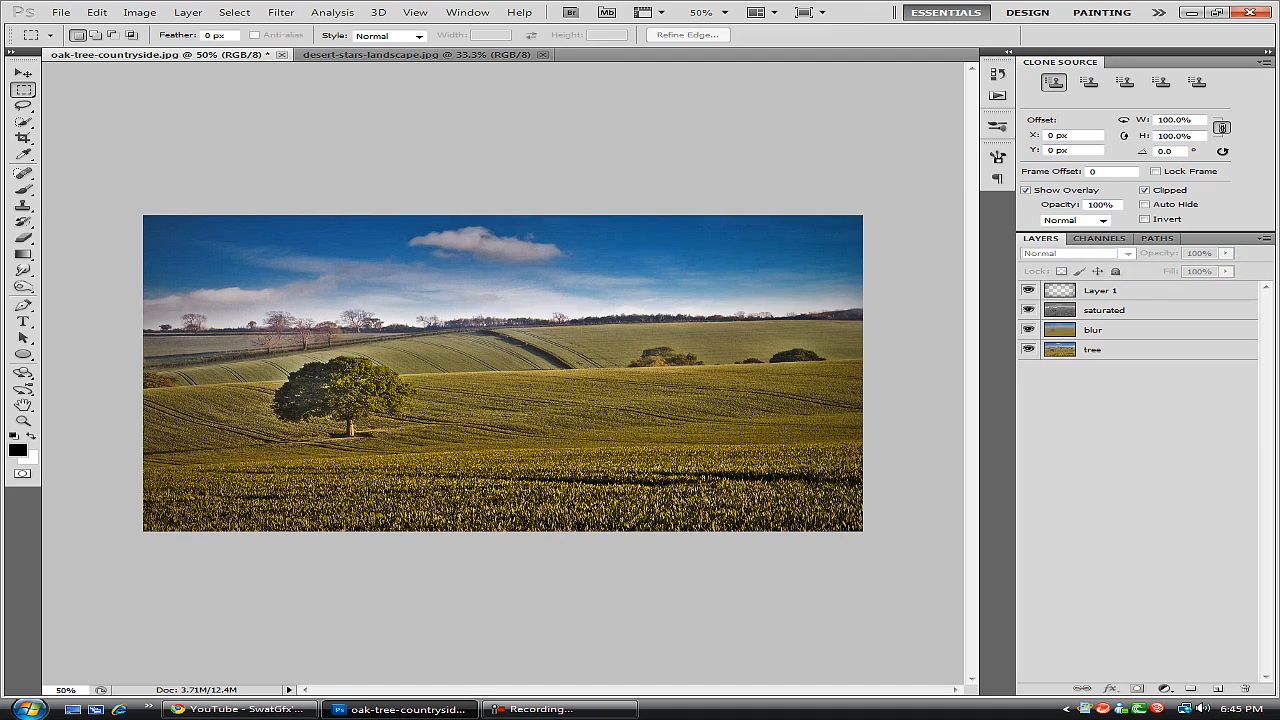 Ps File Edit Image Layer Select Filter Analysis 3D View Window Help Br Mb 50% ESSENTIALS DESIGN PAINTING >>
Feather: 0 px Anti-alias Style: Normal Width: Height: Refine Edge...
oak-tree-countryside.jpg @ 50% (RGB/8) * desert-stars-landscape.jpg @ 33.3% (RGB/8)
CLONE SOURCE
Offset: W: 100.0%
X: 0 px H: 100.0%
Y: 0 px 0.0 °
Frame Offset: 0 Lock Frame
Show Overlay Clipped
Opacity: 100% Auto Hide
Normal Invert
LAYERS CHANNELS PATHS
Normal Opacity: 100%
Lock: Fill: 100%
Layer 1
saturated
blur
tree
T
50% Doc: 3.71M/12.4M
YouTube - SwatGfx'... Ps oak-tree-countrysid... Recording... 6:45 PM